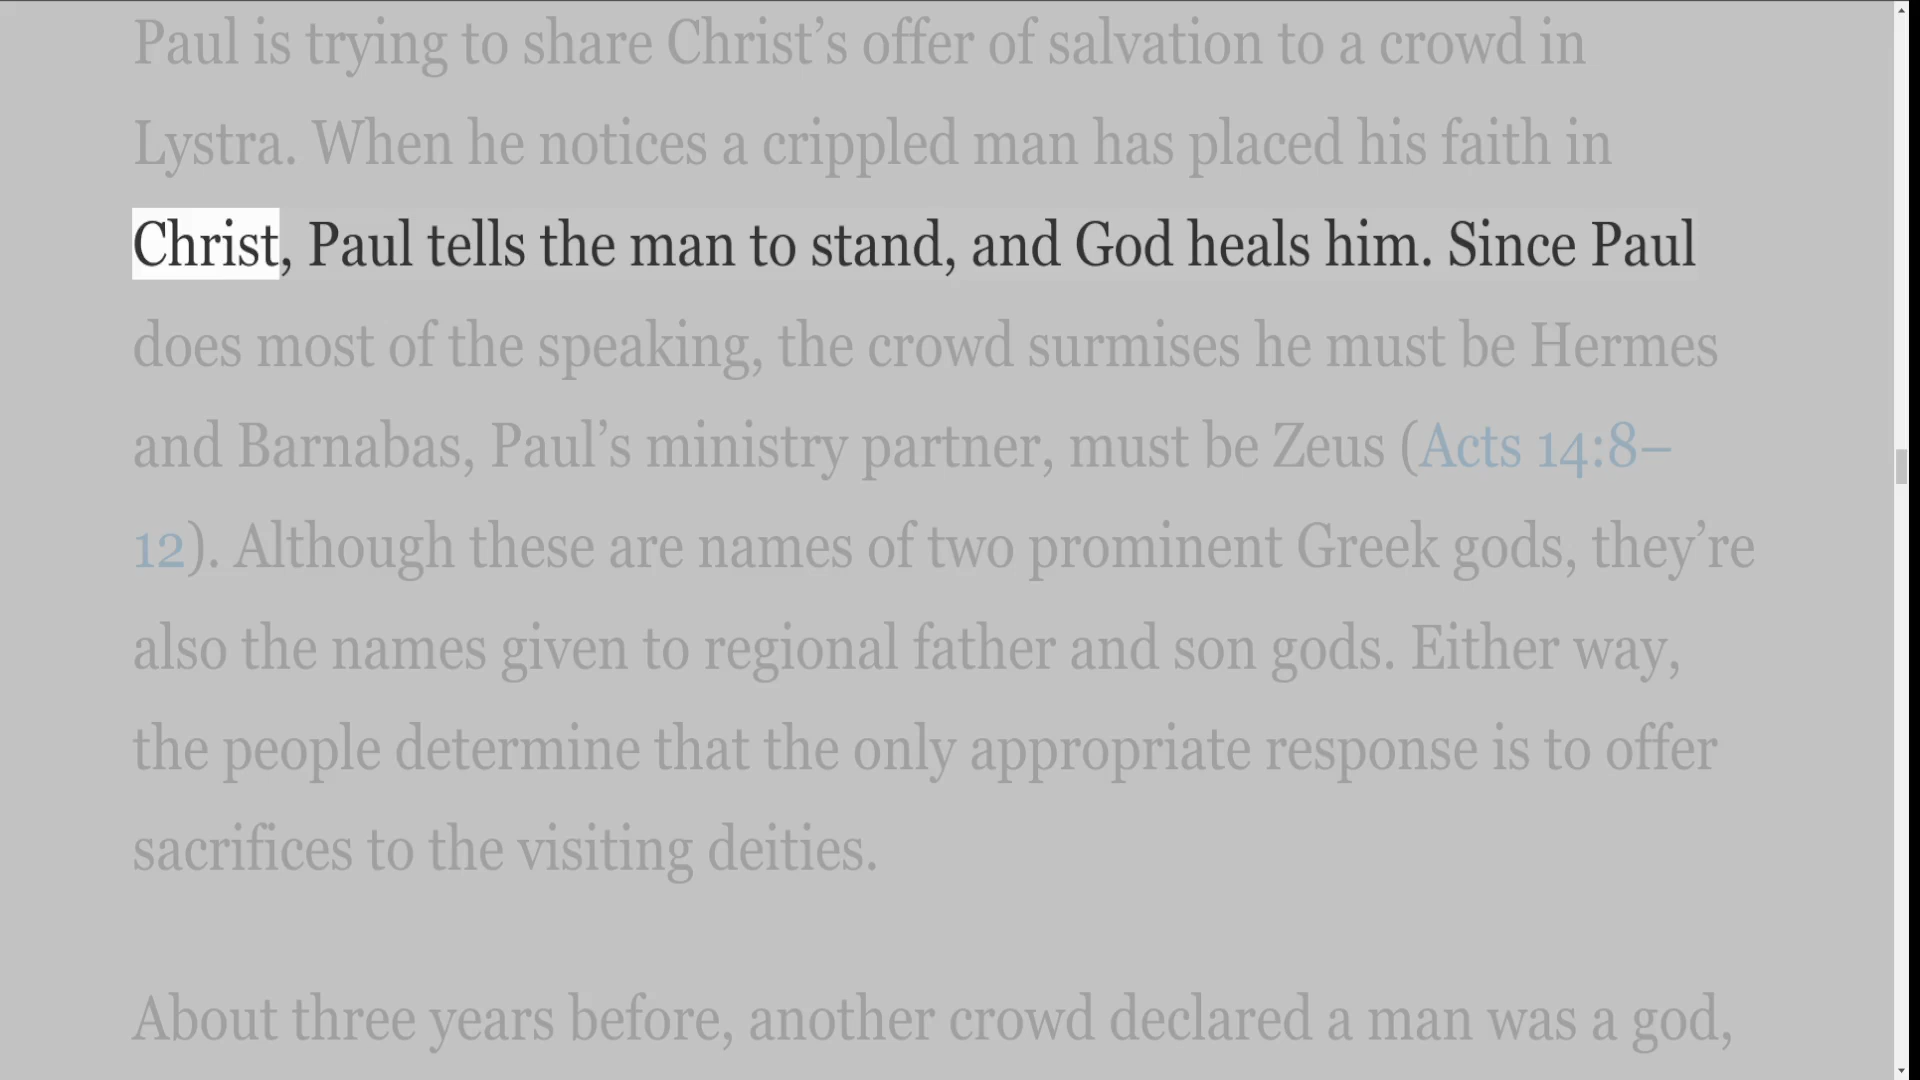 Paul is trying to share Christ’s offer of salvation to a crowd in
Lystra. When he notices a crippled man has placed his faith in
Christ, Paul tells the man to stand, and God heals him. Since Paul
does most of the speaking, the crowd surmises he must be Hermes
and Barnabas, Paul’s ministry partner, must be Zeus (Acts 14:8–
12). Although these are names of two prominent Greek gods, they’re
also the names given to regional father and son gods. Either way,
the people determine that the only appropriate response is to offer
sacrifices to the visiting deities.
About three years before, another crowd declared a man was a god,